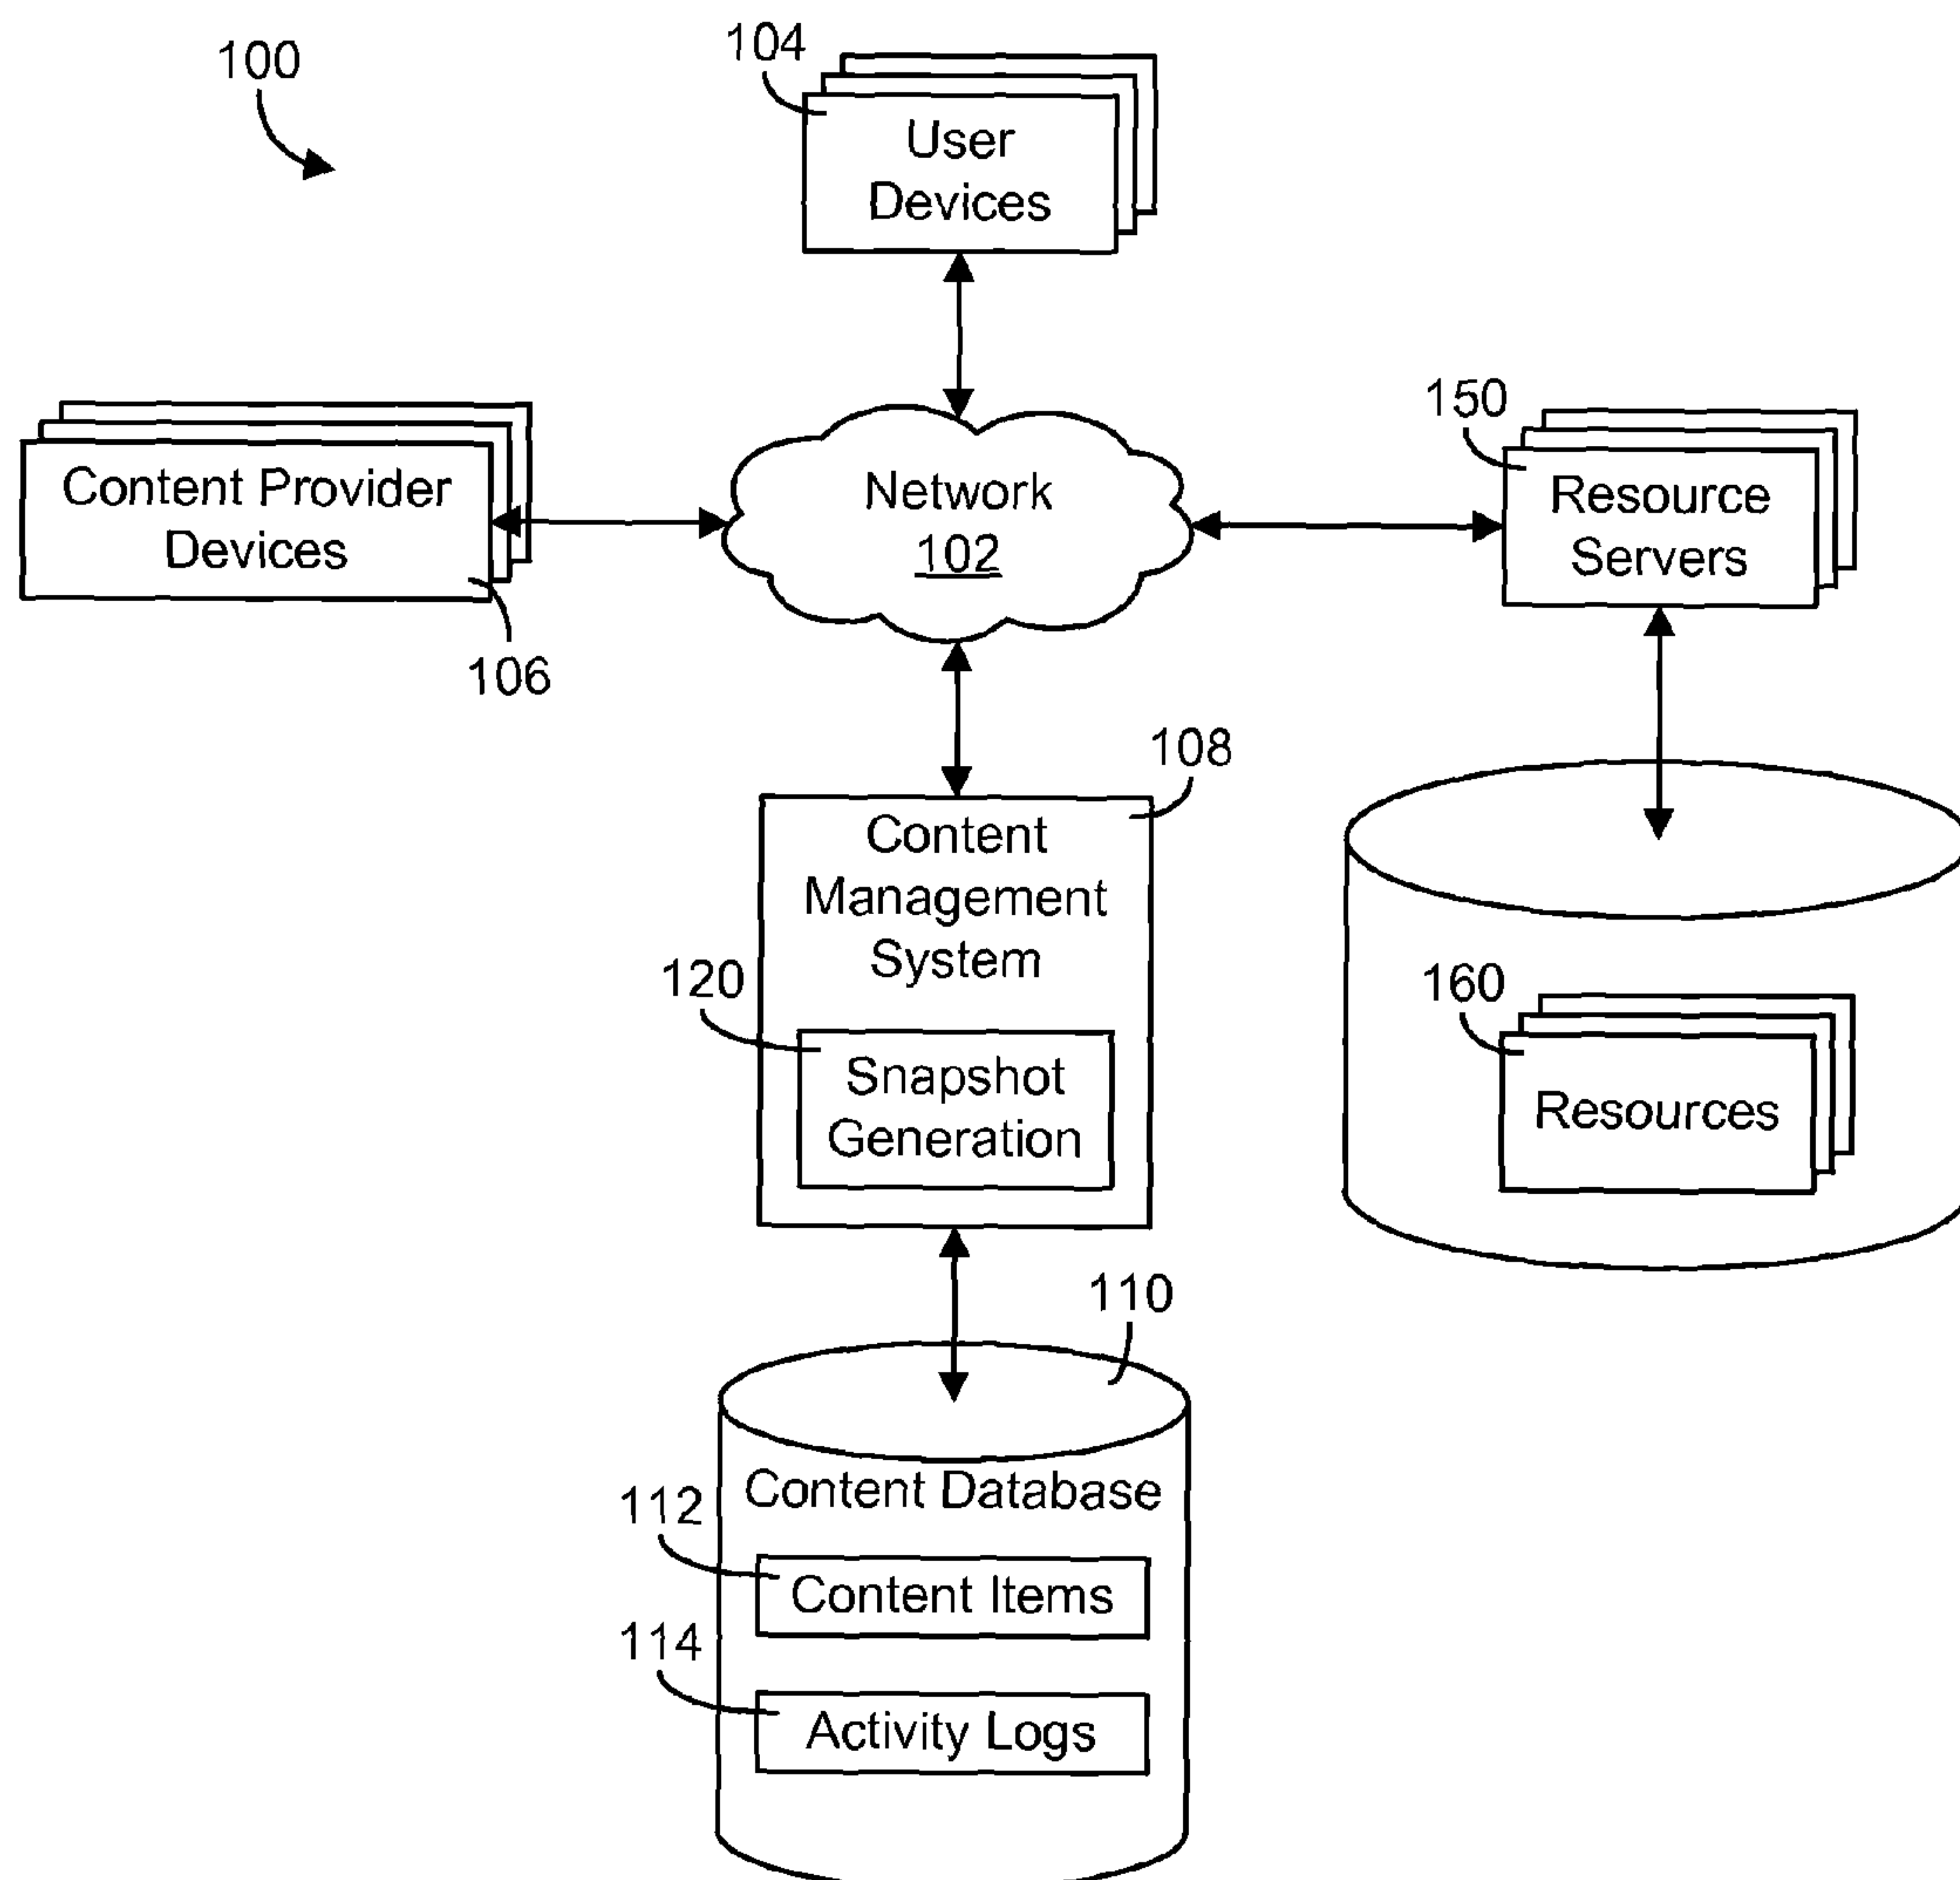 100
104
User
Devices
Content Provider
Devices
106
Network
102
150
Resource
Servers
108
Content
Management
System
120
Snapshot
Generation
160
Resources
110
Content Database
112
Content Items
114
Activity Logs